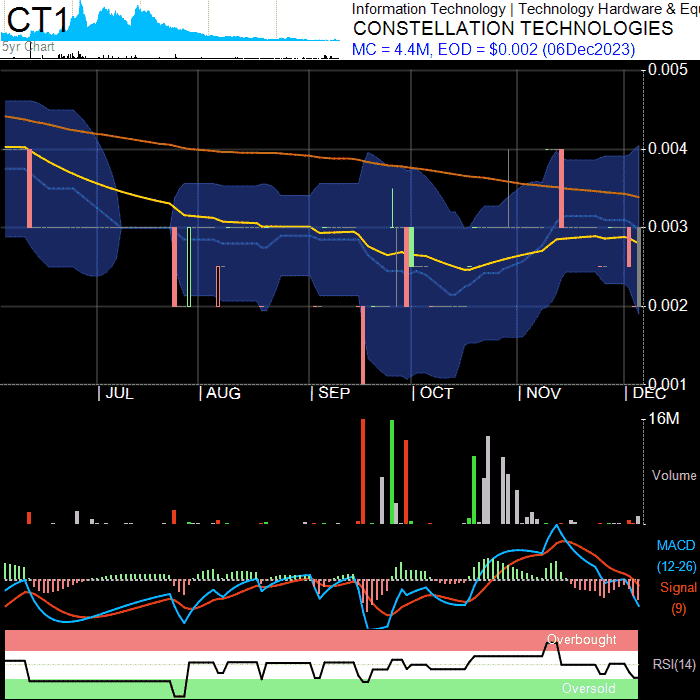 CT1
5yr Chart
Information Technology | Technology Hardware & Equ
CONSTELLATION TECHNOLOGIES
MC = 4.4M, EOD = $0.002 (06Dec2023)
0.005
0.004
0.003
0.002
0.001
| JUL
| AUG
| SEP
| OCT
| NOV
| DEC
16M
Volume
MACD
(12-26)
Signal
(9)
Overbought
RSI(14)
Oversold